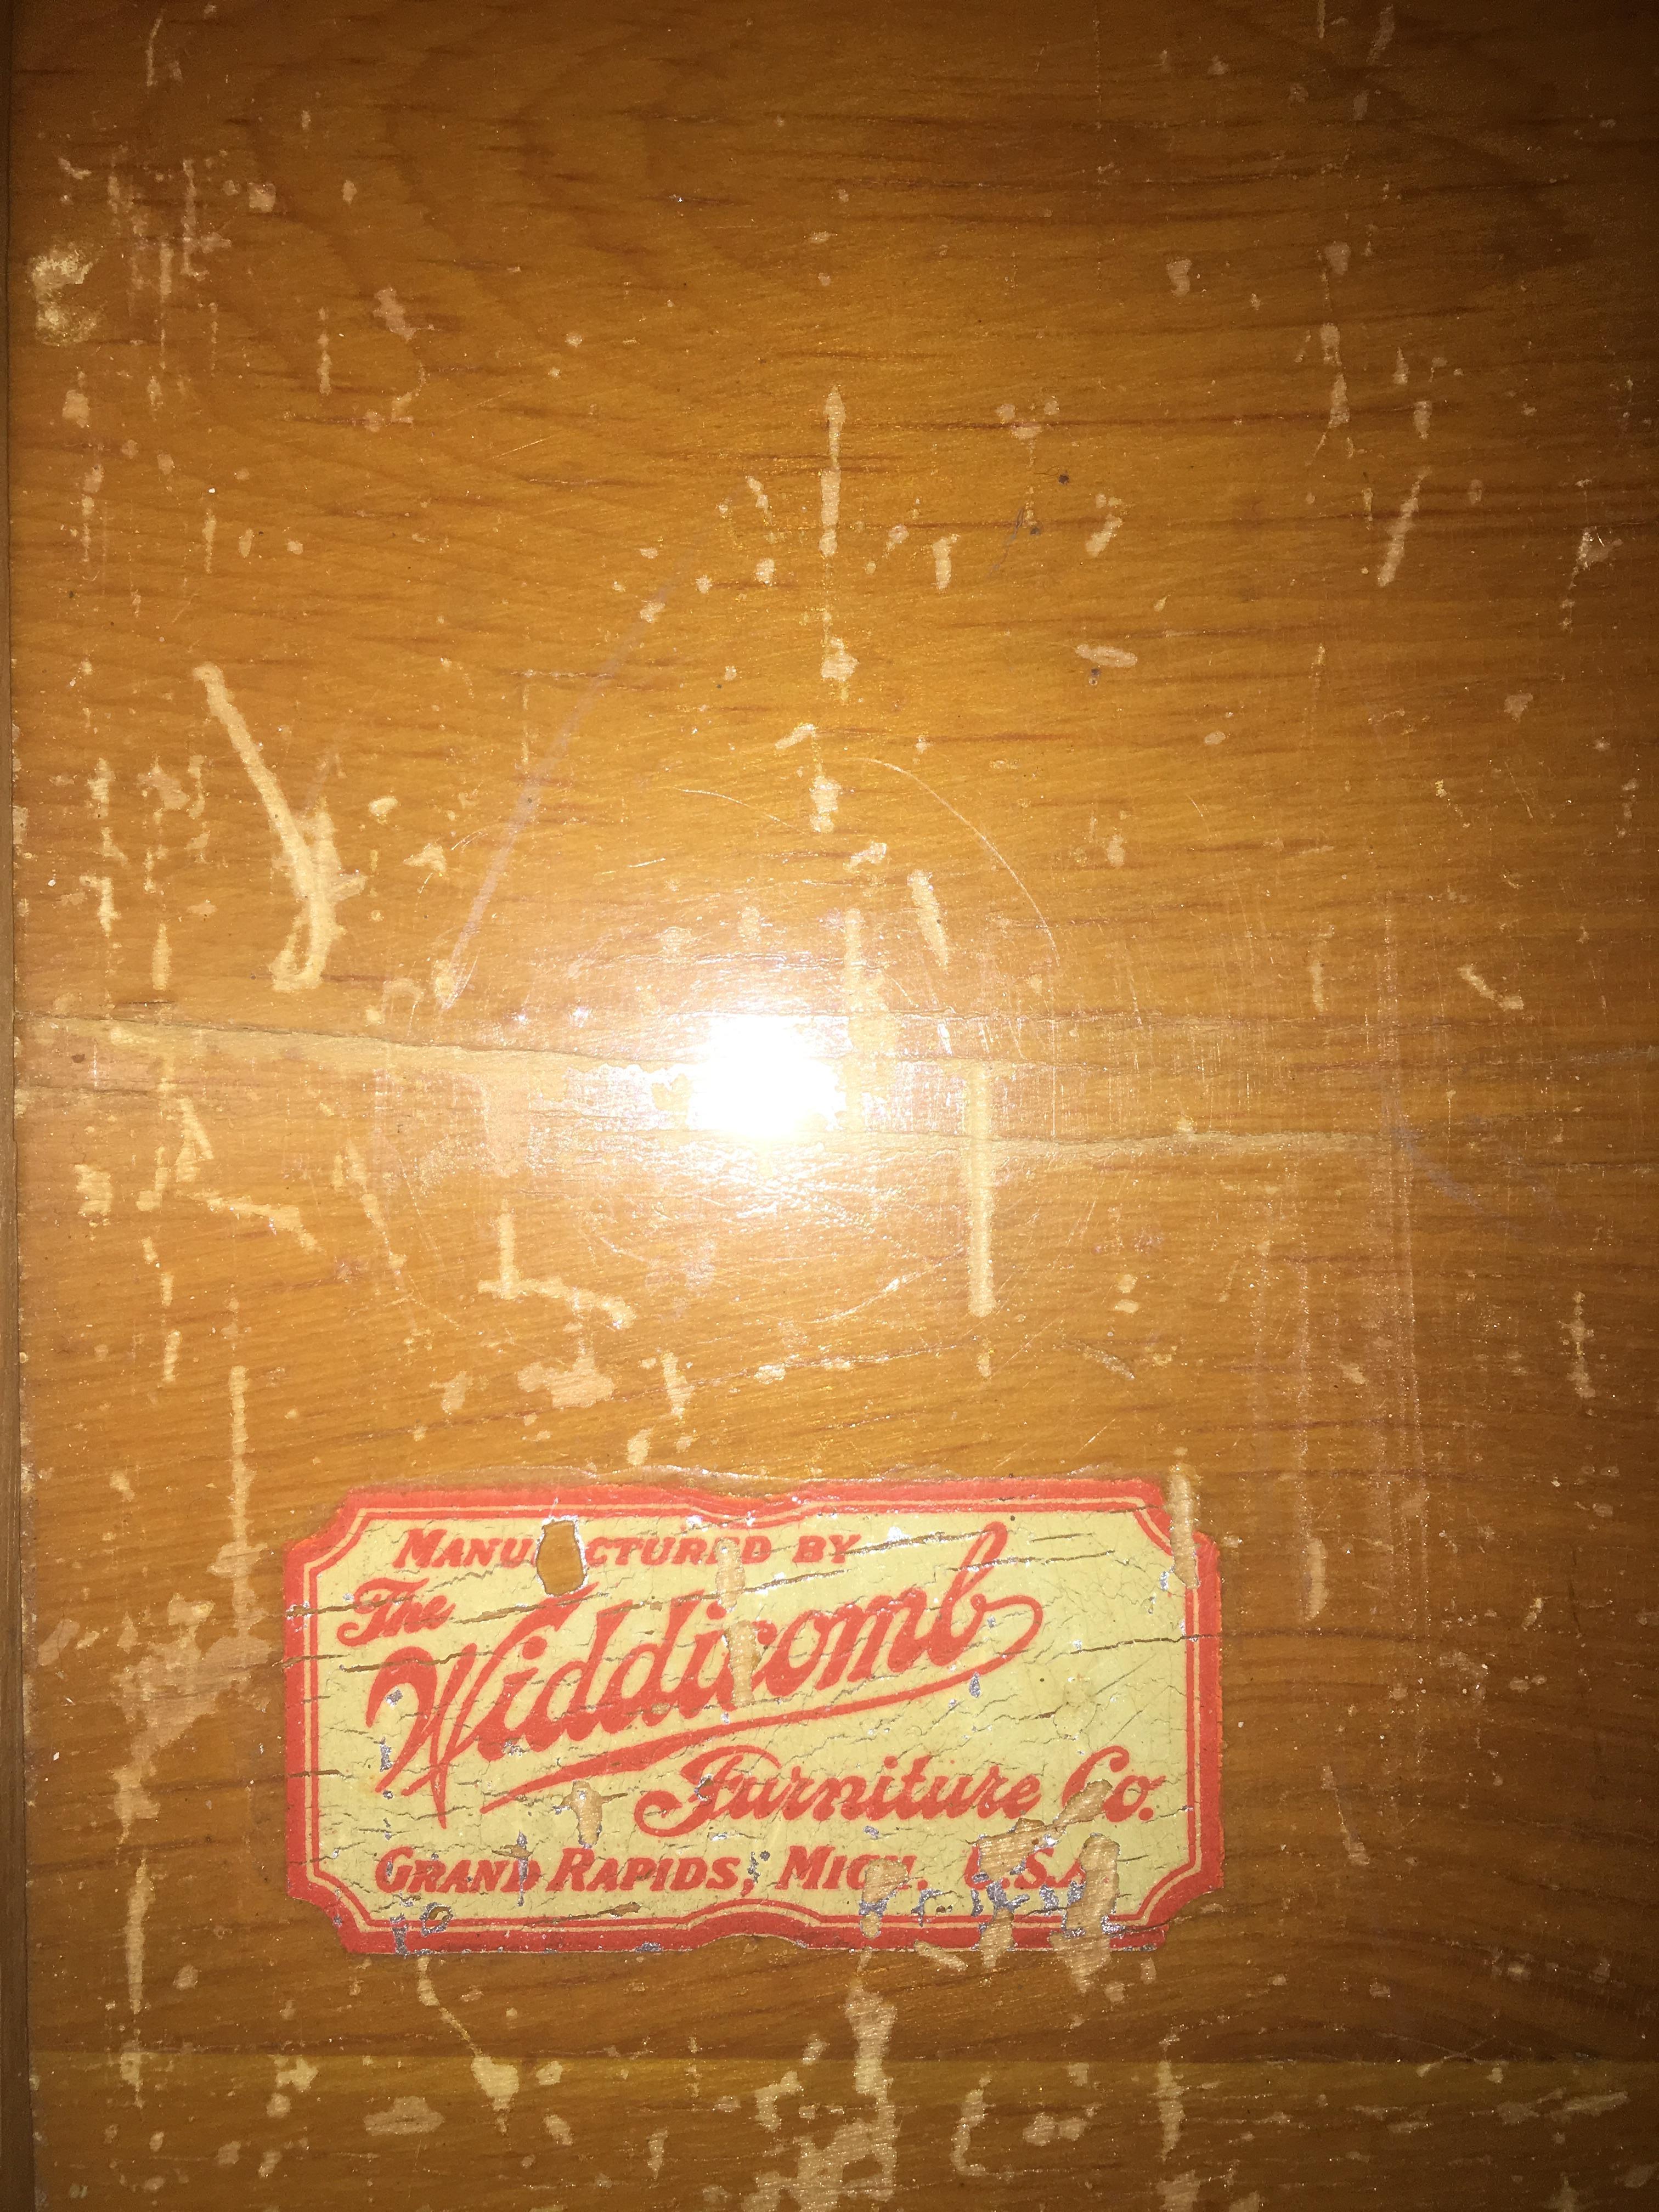 MANUFACTURED BY
The
Widdicomb
Furniture Co.
GRAND RAPIDS, MICH. U.S.A.